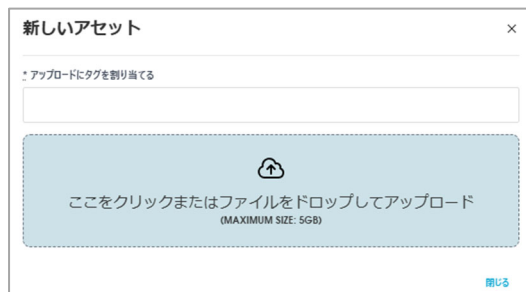 新しいアセット
×
* アップロードにタグを割り当てる
ここをクリックまたはファイルをドロップしてアップロード
(MAXIMUM SIZE: 5GB)
閉じる